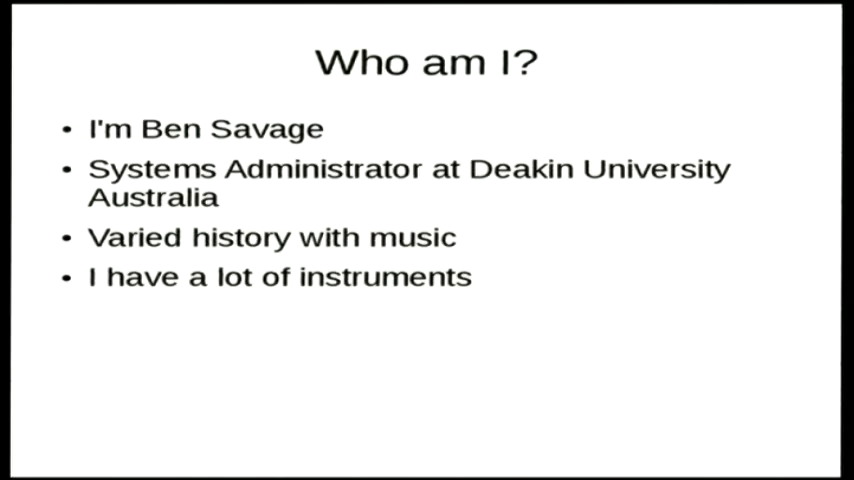 Who am I?
• I'm Ben Savage
• Systems Administrator at Deakin University
Australia
• Varied history with music
• I have a lot of instruments